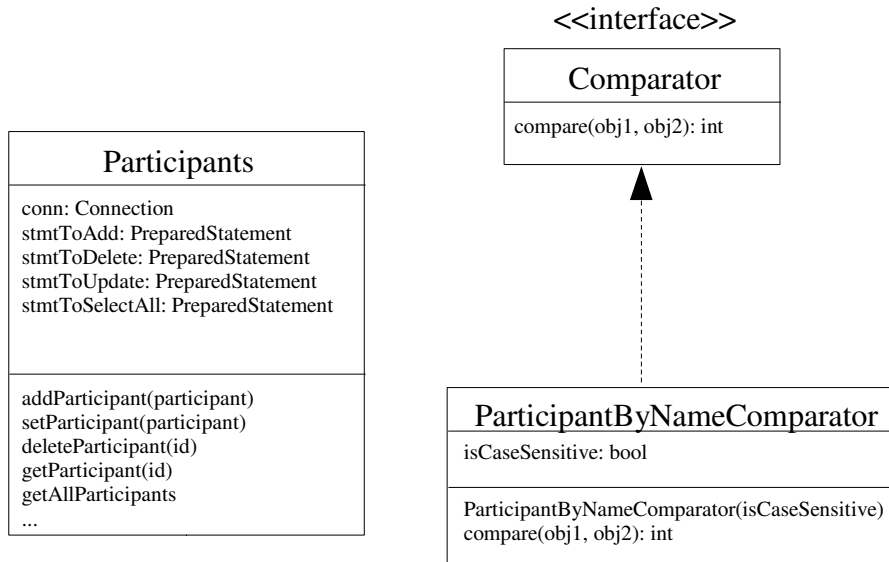 <<interface>>
Comparator
compare(obj1, obj2): int
Participants
conn: Connection
stmtToAdd: PreparedStatement
stmtToDelete: PreparedStatement
stmtToUpdate: PreparedStatement
stmtToSelectAll: PreparedStatement
addParticipant(participant)
setParticipant(participant)
deleteParticipant(id)
getParticipant(id)
getAllParticipants
...
ParticipantByNameComparator
isCaseSensitive: bool
ParticipantByNameComparator(isCaseSensitive)
compare(obj1, obj2): int